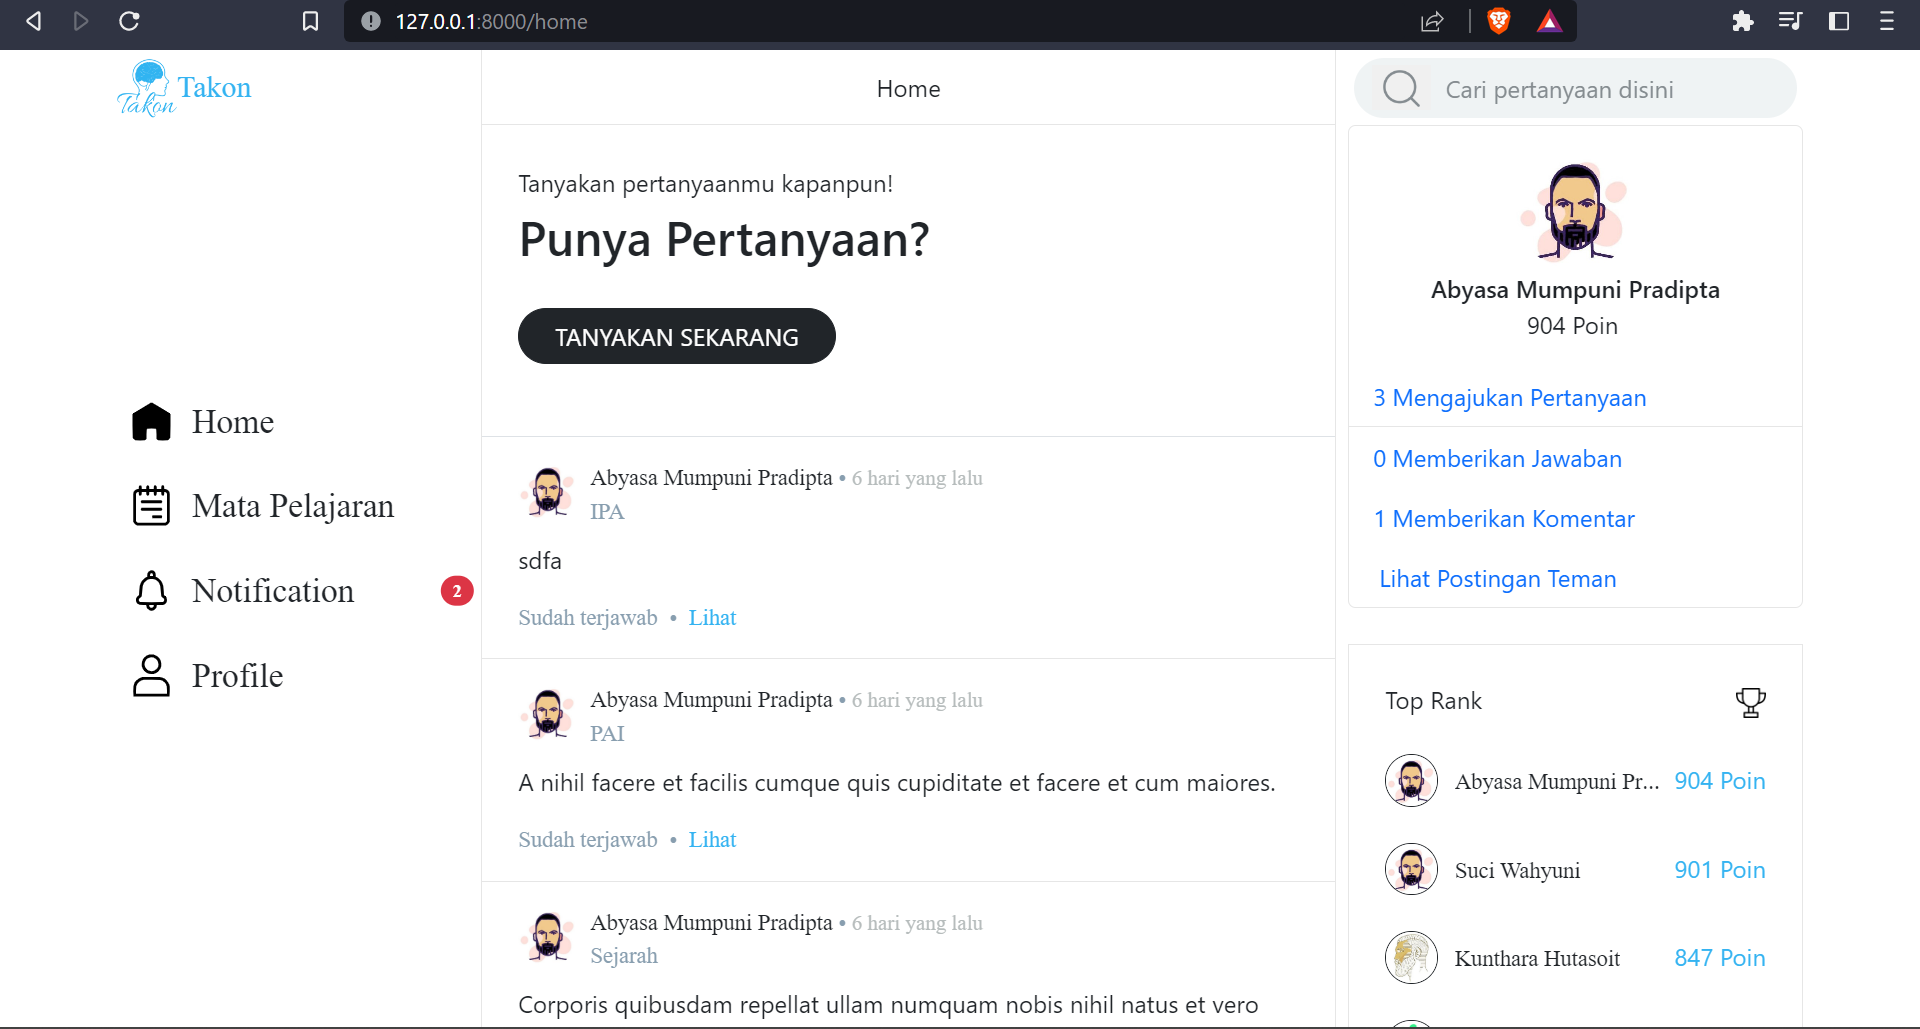 127.0.0.1:8000/home
Takon Takon
Home
Mata Pelajaran
Notification 2
Profile
Home
Tanyakan pertanyaanmu kapanpun!
Punya Pertanyaan?
TANYAKAN SEKARANG
Abyasa Mumpuni Pradipta • 6 hari yang lalu
IPA
sdfa
Sudah terjawab • Lihat
Abyasa Mumpuni Pradipta • 6 hari yang lalu
PAI
A nihil facere et facilis cumque quis cupiditate et facere et cum maiores.
Sudah terjawab • Lihat
Abyasa Mumpuni Pradipta • 6 hari yang lalu
Sejarah
Corporis quibusdam repellat ullam numquam nobis nihil natus et vero
Cari pertanyaan disini
Abyasa Mumpuni Pradipta
904 Poin
3 Mengajukan Pertanyaan
0 Memberikan Jawaban
1 Memberikan Komentar
Lihat Postingan Teman
Top Rank
Abyasa Mumpuni Pr... 904 Poin
Suci Wahyuni 901 Poin
Kunthara Hutasoit 847 Poin